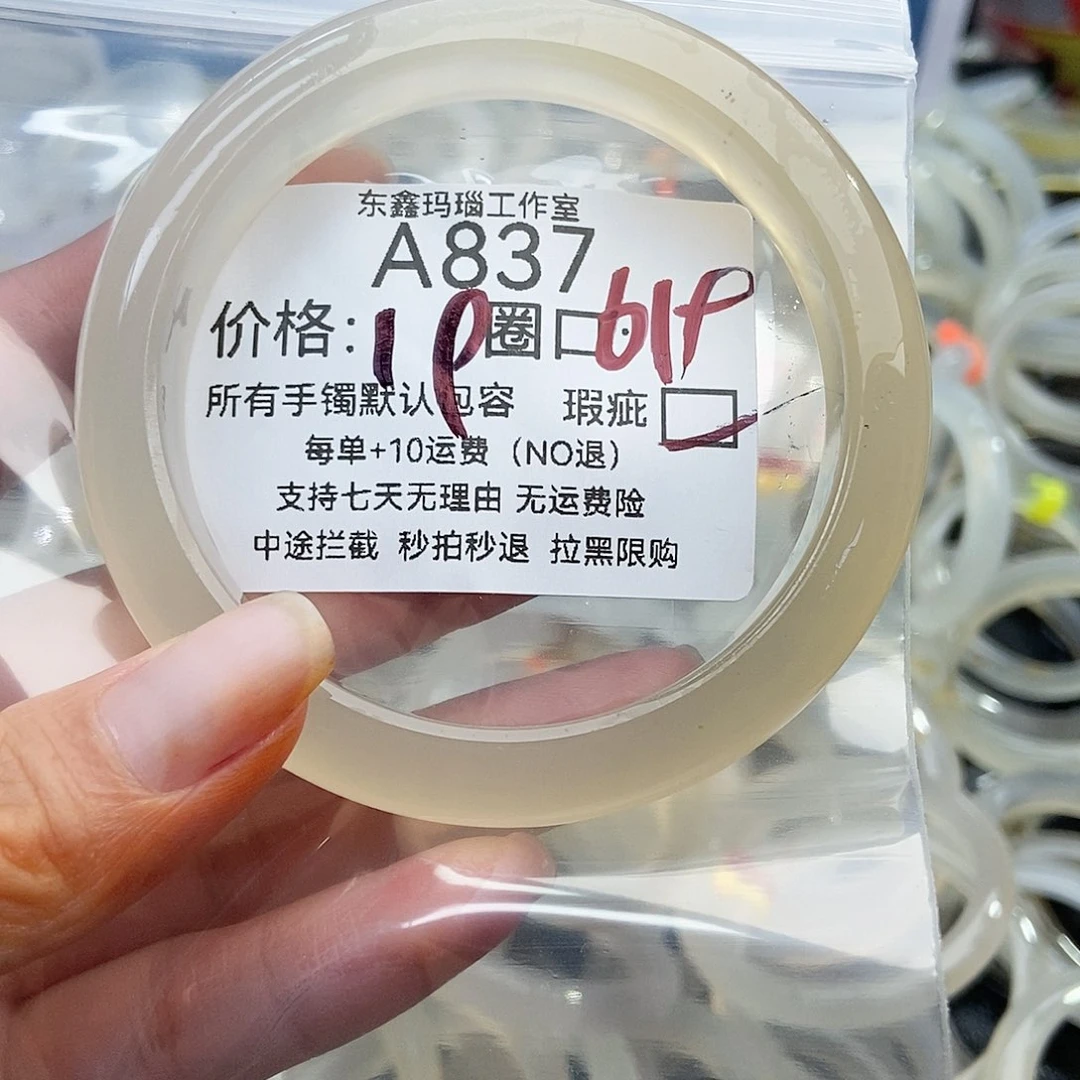 东鑫玛瑙工作室
A837
价格: 圈口:
所有手镯默认包容 瑕疵
每单+10运费（NO退）
支持七天无理由 无运费险
中途拦截 秒拍秒退 拉黑限购